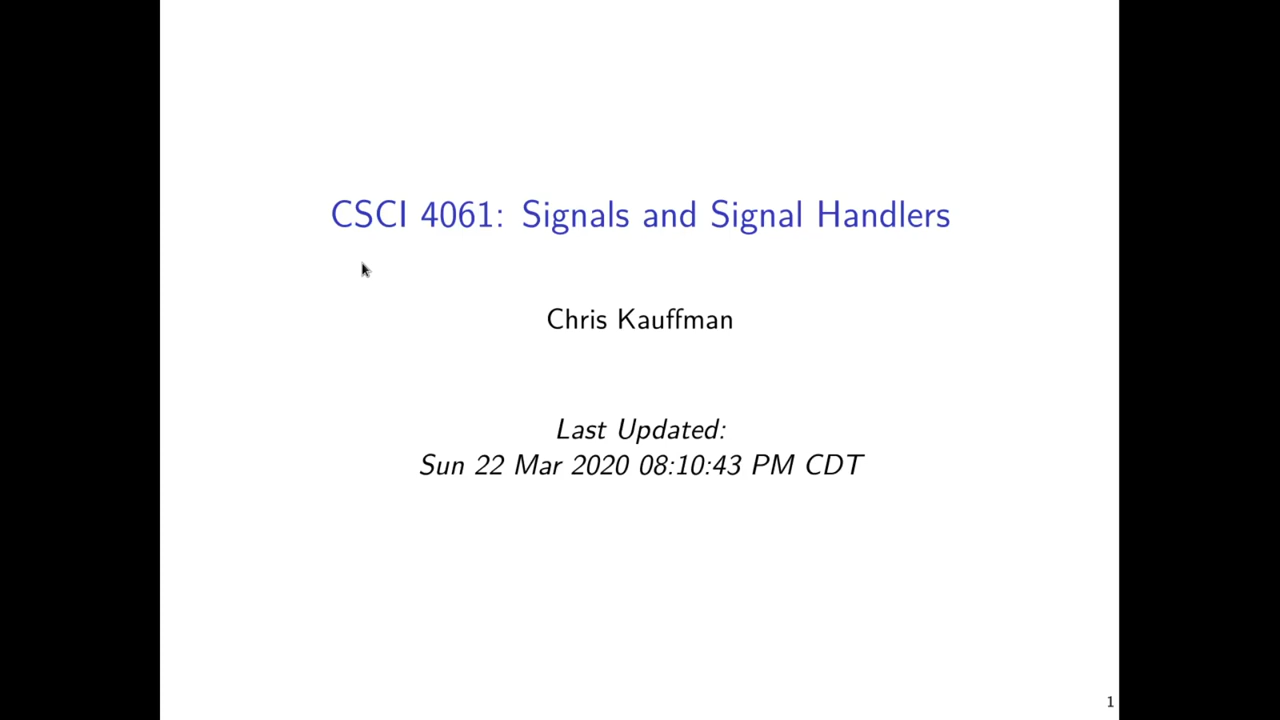 CSCI 4061: Signals and Signal Handlers
Chris Kauffman
Last Updated:
Sun 22 Mar 2020 08:10:43 PM CDT
1